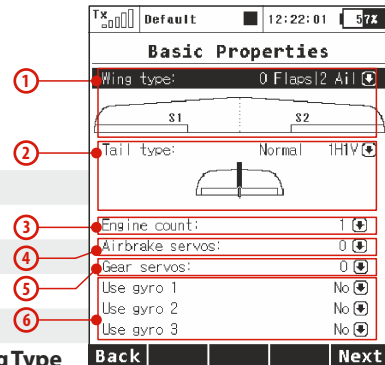 Tx Default 12:22:01 57%
Basic Properties
1 Wing type: 0 Flaps|2 Ail
S1 S2
2 Tail type: Normal 1H1V
3 Engine count: 1
4 Airbrake servos: 0
5 Gear servos: 0
6 Use gyro 1 No
Use gyro 2 No
Use gyro 3 No
Back Next
g Type